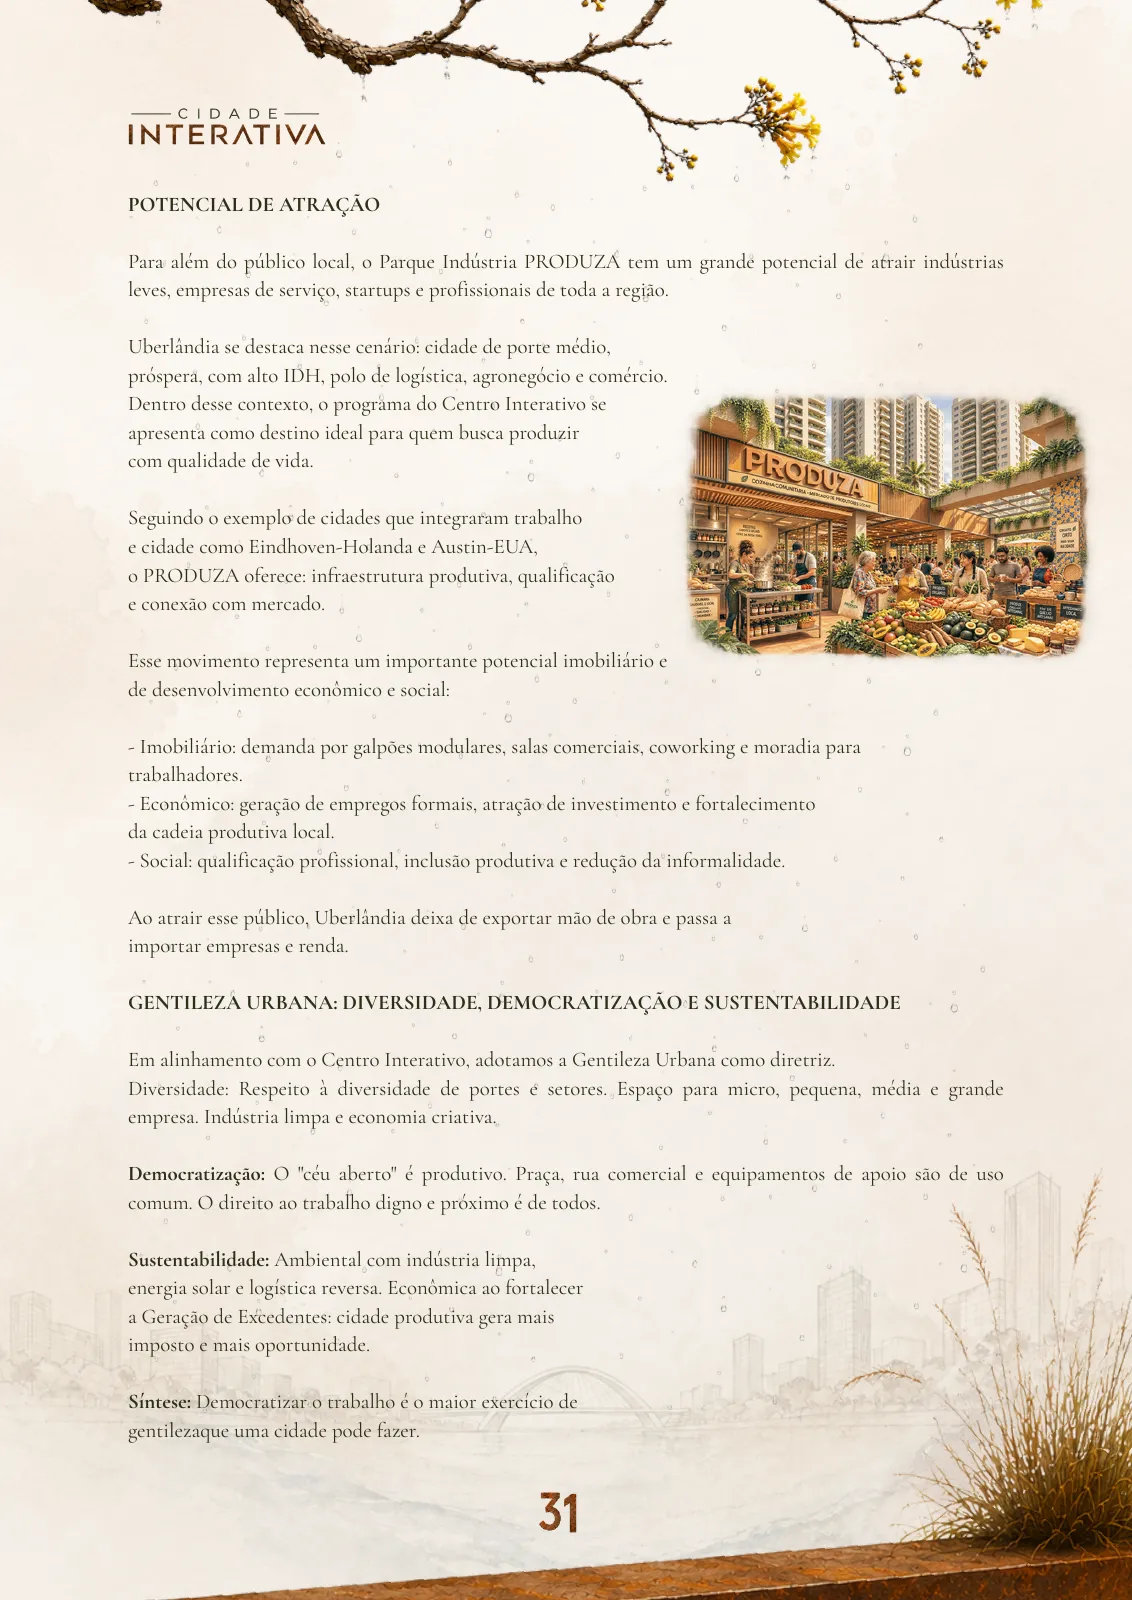 CIDADE
INTERATIVA
POTENCIAL DE ATRAÇÃO
Para além do público local, o Parque Indústria PRODUZA tem um grande potencial de atrair indústrias
leves, empresas de serviço, startups e profissionais de toda a região.
Uberlândia se destaca nesse cenário: cidade de porte médio,
próspera, com alto IDH, polo de logística, agronegócio e comércio.
Dentro desse contexto, o programa do Centro Interativo se
apresenta como destino ideal para quem busca produzir
com qualidade de vida.
PRODUZA
COZINHA COMUNITÁRIA • MERCADO DE PRODUTORES LOCAIS
Seguindo o exemplo de cidades que integraram trabalho
e cidade como Eindhoven-Holanda e Austin-EUA,
o PRODUZA oferece: infraestrutura produtiva, qualificação
e conexão com mercado.
Esse movimento representa um importante potencial imobiliário e
de desenvolvimento econômico e social:
- Imobiliário: demanda por galpões modulares, salas comerciais, coworking e moradia para
trabalhadores.
- Econômico: geração de empregos formais, atração de investimento e fortalecimento
da cadeia produtiva local.
- Social: qualificação profissional, inclusão produtiva e redução da informalidade.
Ao atrair esse público, Uberlândia deixa de exportar mão de obra e passa a
importar empresas e renda.
GENTILEZA URBANA: DIVERSIDADE, DEMOCRATIZAÇÃO E SUSTENTABILIDADE
Em alinhamento com o Centro Interativo, adotamos a Gentileza Urbana como diretriz.
Diversidade: Respeito à diversidade de portes e setores. Espaço para micro, pequena, média e grande
empresa. Indústria limpa e economia criativa.
Democratização: O "céu aberto" é produtivo. Praça, rua comercial e equipamentos de apoio são de uso
comum. O direito ao trabalho digno e próximo é de todos.
Sustentabilidade: Ambiental com indústria limpa,
energia solar e logística reversa. Econômica ao fortalecer
a Geração de Excedentes: cidade produtiva gera mais
imposto e mais oportunidade.
Síntese: Democratizar o trabalho é o maior exercício de
gentilezaque uma cidade pode fazer.
31